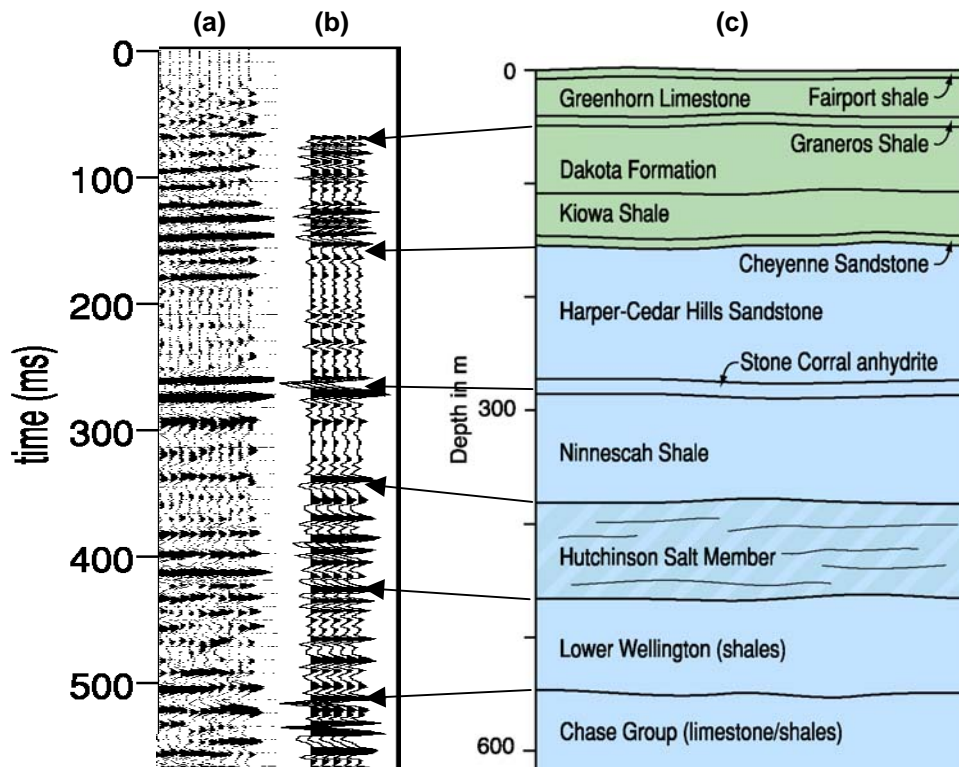 (a)
(b)
(c)
0
100
200
300
400
500
time (ms)
0
300
600
Depth in m
Greenhorn Limestone
Fairport shale
Graneros Shale
Dakota Formation
Kiowa Shale
Cheyenne Sandstone
Harper-Cedar Hills Sandstone
Stone Corral anhydrite
Ninnescah Shale
Hutchinson Salt Member
Lower Wellington (shales)
Chase Group (limestone/shales)